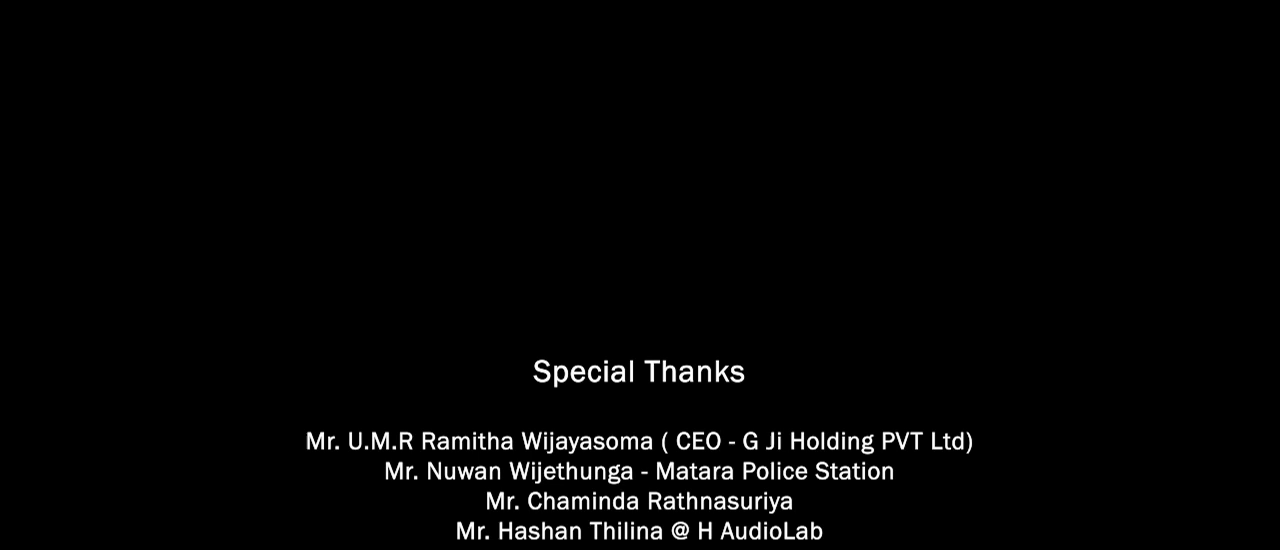 Special Thanks
Mr. U.M.R Ramitha Wijayasoma ( CEO - G Ji Holding PVT Ltd)
Mr. Nuwan Wijethunga - Matara Police Station
Mr. Chaminda Rathnasuriya
Mr. Hashan Thilina @ H AudioLab